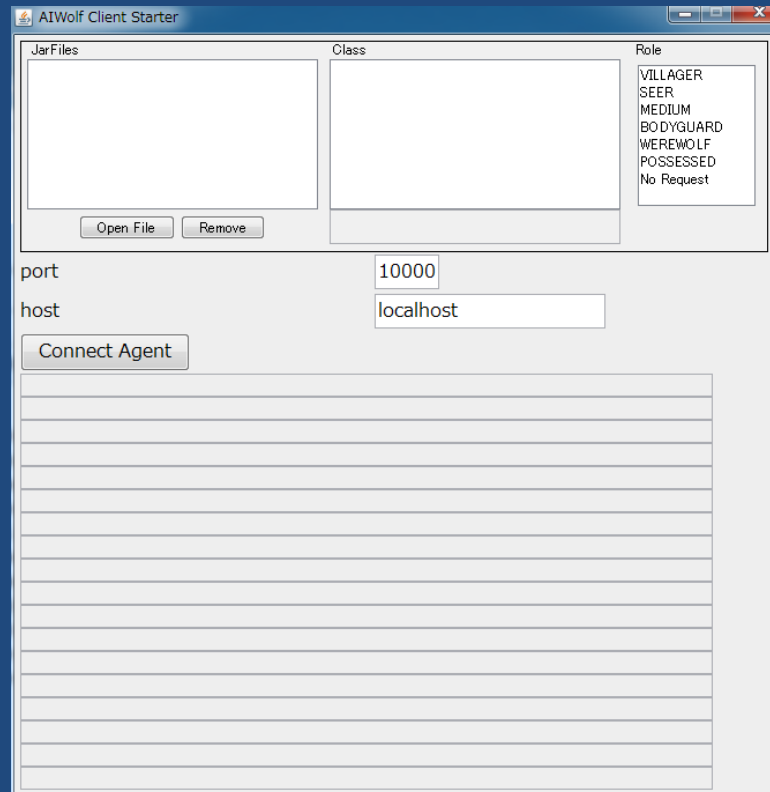 AIWolf Client Starter
JarFiles
Class
Role
VILLAGER
SEER
MEDIUM
BODYGUARD
WEREWOLF
POSSESSED
No Request
Open File
Remove
port
10000
host
localhost
Connect Agent